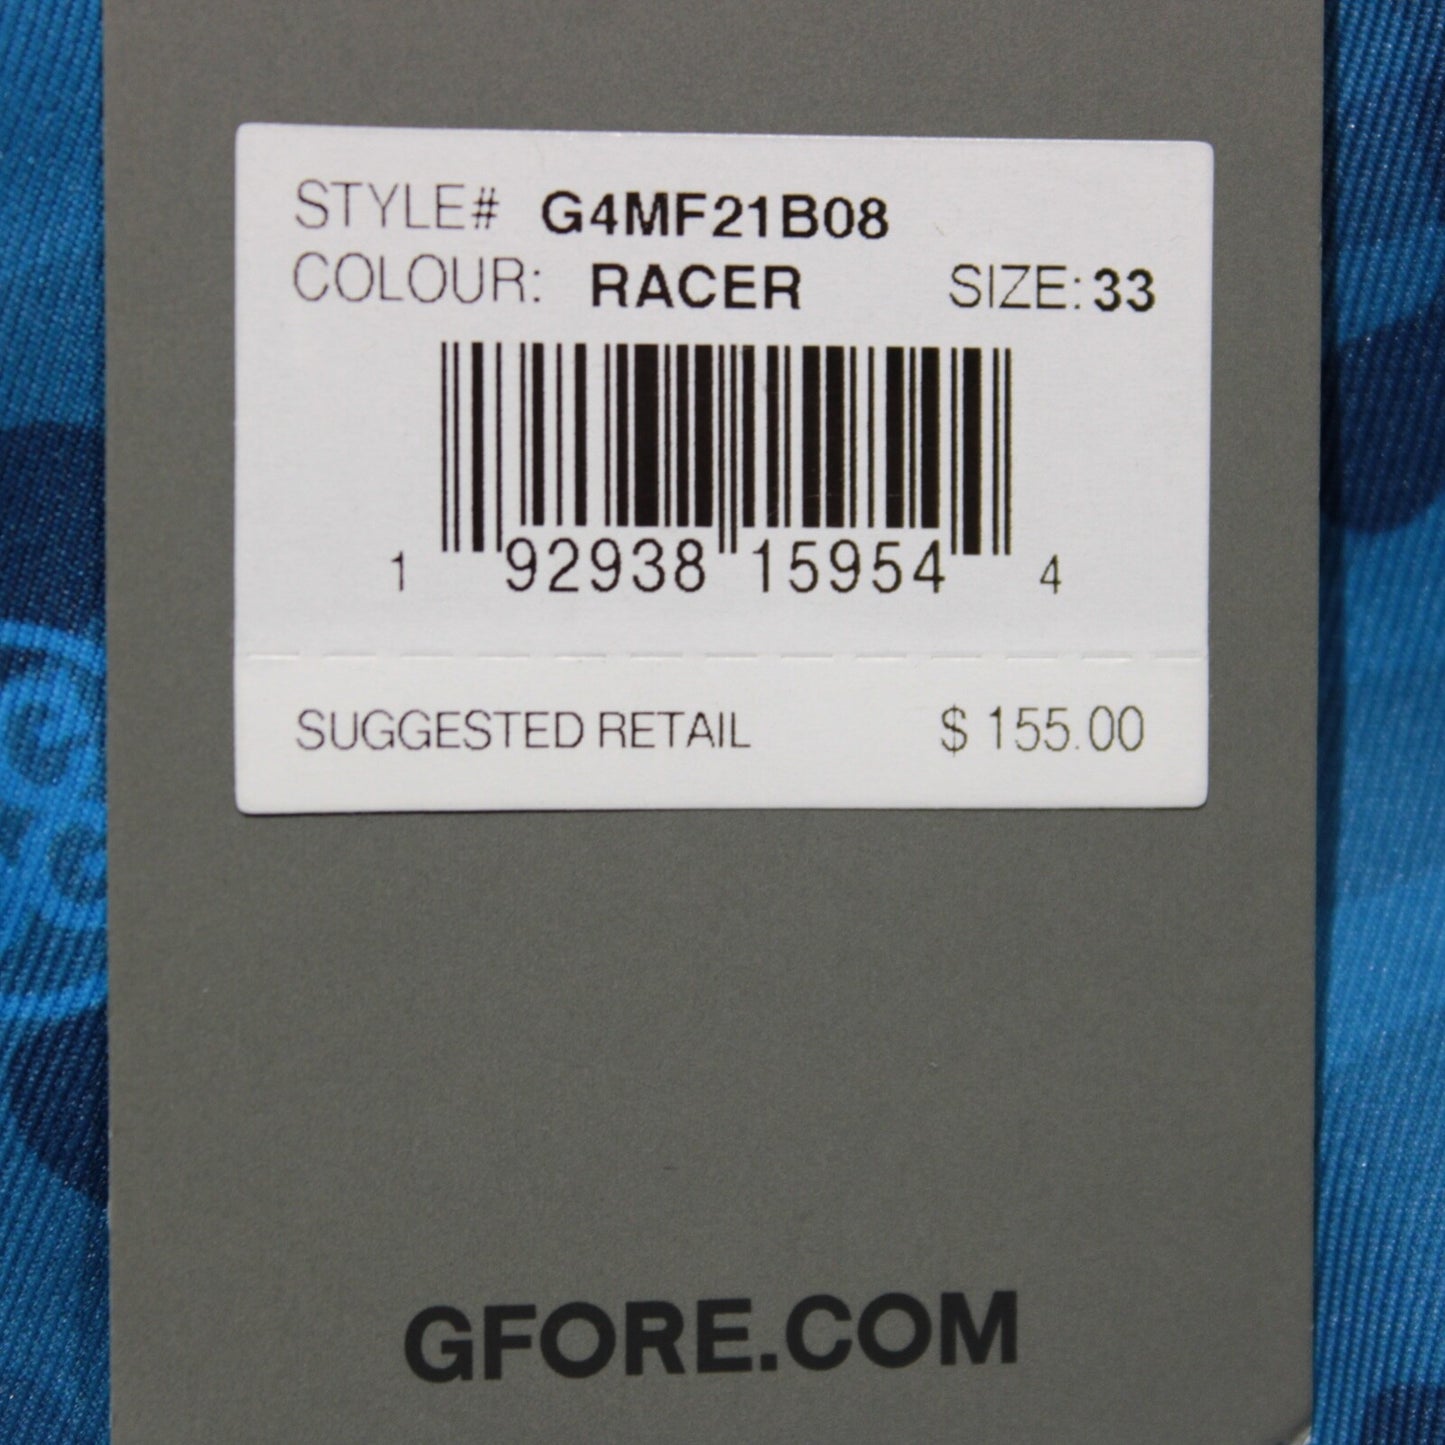 STYLE# G4MF21B08
COLOUR: RACER SIZE: 33
1 92938 15954 4
SUGGESTED RETAIL $ 155.00
GFORE.COM